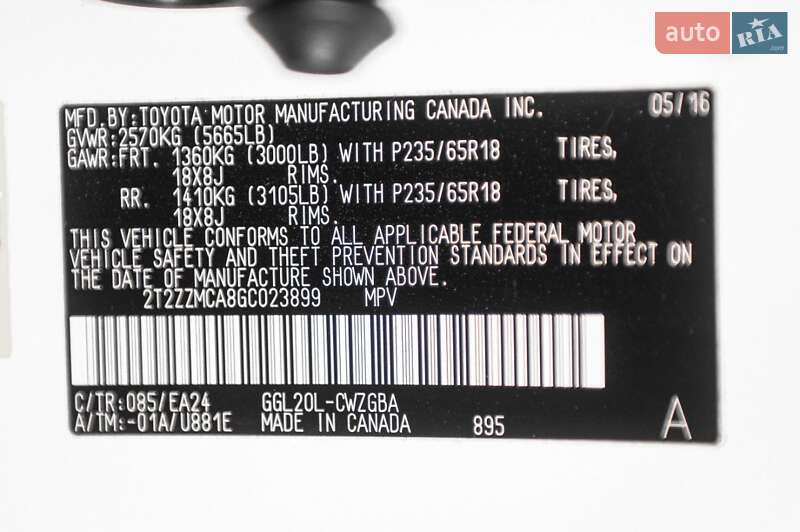 auto RIA
MFD.BY:TOYOTA MOTOR MANUFACTURING CANADA INC. 05/16
GVWR:2570KG (5665LB)
GAWR:FRT. 1360KG (3000LB) WITH P235/65R18 TIRES,
18X8J RIMS.
RR. 1410KG (3105LB) WITH P235/65R18 TIRES,
18X8J RIMS.
THIS VEHICLE CONFORMS TO ALL APPLICABLE FEDERAL MOTOR
VEHICLE SAFETY AND THEFT PREVENTION STANDARDS IN EFFECT ON
THE DATE OF MANUFACTURE SHOWN ABOVE.
2T2ZZMCA8GC023899 MPV
C/TR:085/EA24 GGL20L-CWZGBA
A/TM:-01A/U881E MADE IN CANADA 895 A